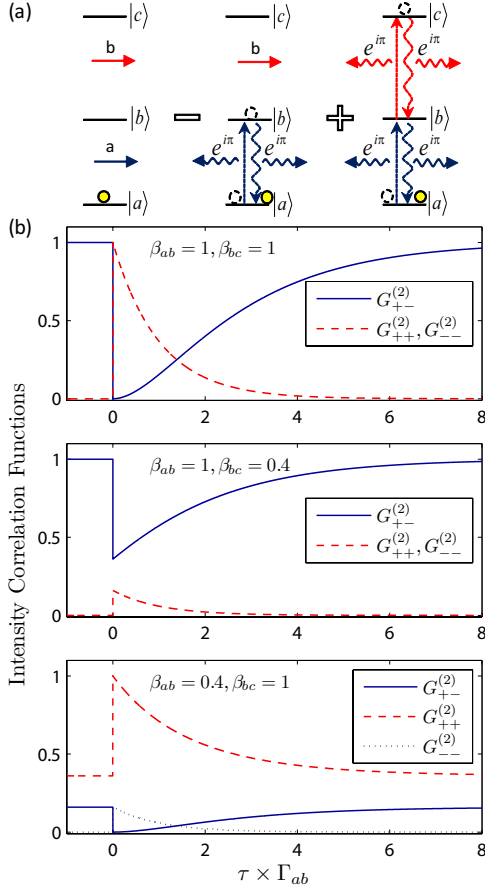 (a)
|c⟩ |c⟩ |c⟩
b b e^{iπ} e^{iπ}
|b⟩ − |b⟩ + |b⟩
a e^{iπ} e^{iπ} e^{iπ} e^{iπ}
|a⟩ |a⟩ |a⟩
(b)
Intensity Correlation Functions
β_{ab}=1, β_{bc}=1
1
0.5
0
G^{(2)}_{+-}
G^{(2)}_{++}, G^{(2)}_{--}
0 2 4 6 8
β_{ab}=1, β_{bc}=0.4
1
0.5
0
G^{(2)}_{+-}
G^{(2)}_{++}, G^{(2)}_{--}
0 2 4 6 8
β_{ab}=0.4, β_{bc}=1
1
0.5
0
G^{(2)}_{+-}
G^{(2)}_{++}
G^{(2)}_{--}
0 2 4 6 8
τ × Γ_{ab}